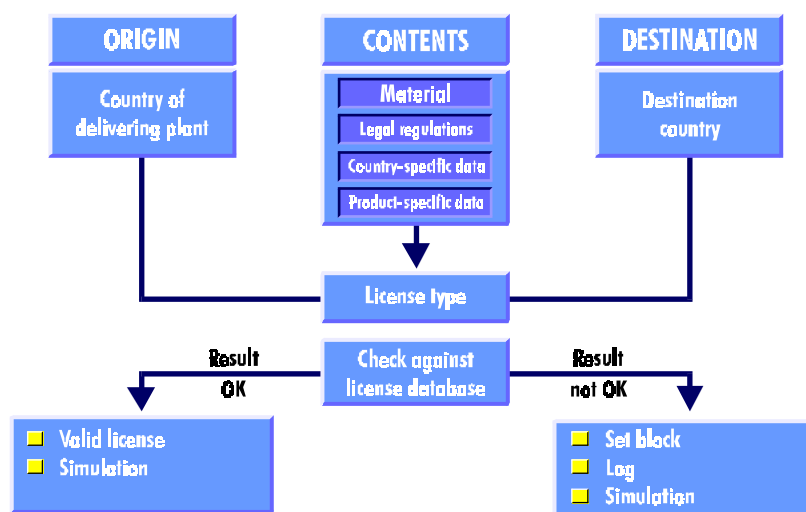 ORIGIN
Country of
delivering plant
CONTENTS
Material
Legal regulations
Country-specific data
Product-specific data
DESTINATION
Destination
country
License type
Check against
license database
Result
OK
Result
not OK
Valid license
Simulation
Set block
Log
Simulation